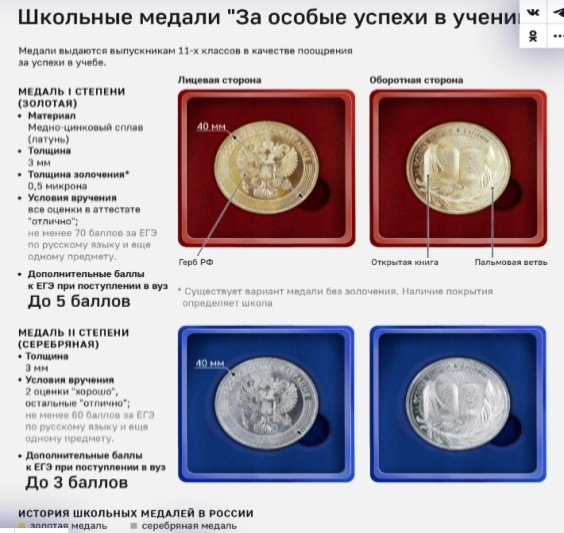 Школьные медали "За особые успехи в учени
Медали выдаются выпускникам 11-х классов в качестве поощрения
за успехи в учебе.
Лицевая сторона
Оборотная сторона
МЕДАЛЬ I СТЕПЕНИ
(ЗОЛОТАЯ)
• Материал
Медно-цинковый сплав
(латунь)
• Толщина
3 мм
• Толщина золочения*
0,5 микрона
• Условия вручения
все оценки в аттестате
"отлично";
не менее 70 баллов за ЕГЭ
по русскому языку и еще
одному предмету.
• Дополнительные баллы
к ЕГЭ при поступлении в вуз
До 5 баллов
40 мм
Герб РФ
Открытая книга
Пальмовая ветвь
* Существует вариант медали без золочения. Наличие покрытия
определяет школа
МЕДАЛЬ II СТЕПЕНИ
(СЕРЕБРЯНАЯ)
• Толщина
3 мм
• Условия вручения
2 оценки "хорошо",
остальные "отлично";
не менее 60 баллов за ЕГЭ
по русскому языку и еще
одному предмету.
• Дополнительные баллы
к ЕГЭ при поступлении в вуз
До 3 баллов
40 мм
ИСТОРИЯ ШКОЛЬНЫХ МЕДАЛЕЙ В РОССИИ
золотая медаль
серебряная медаль